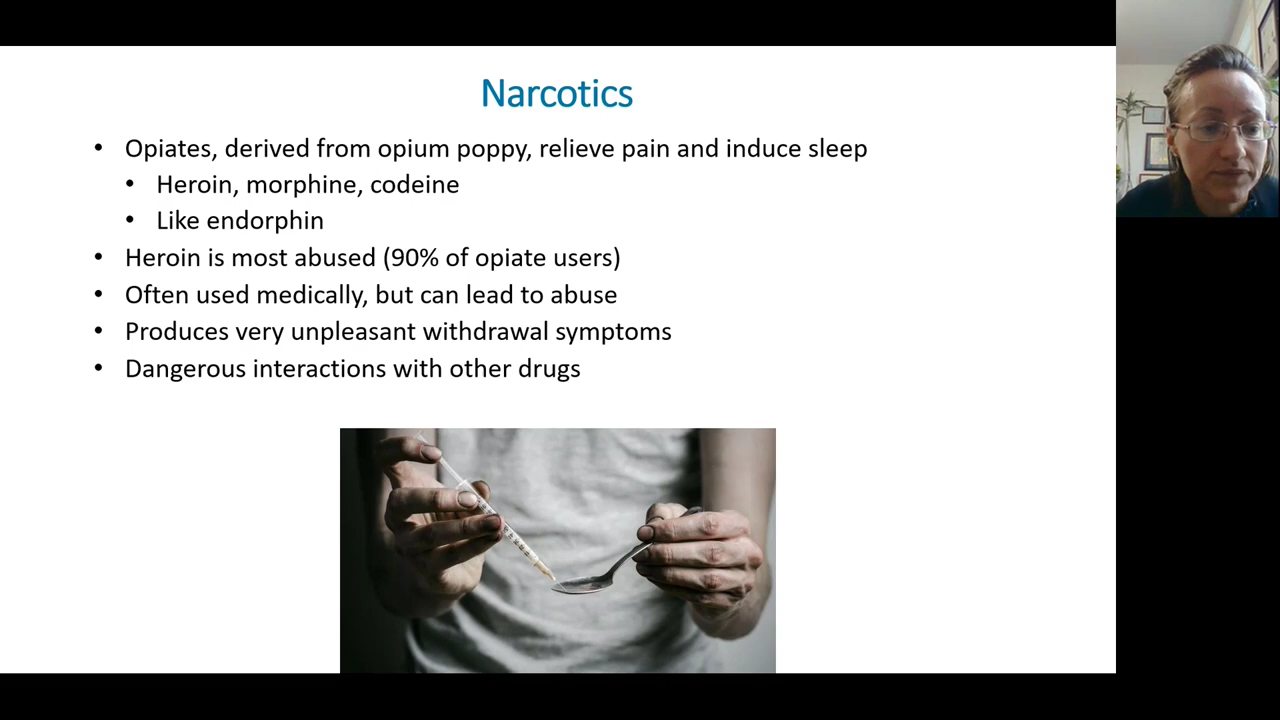 Narcotics
• Opiates, derived from opium poppy, relieve pain and induce sleep
• Heroin, morphine, codeine
• Like endorphin
• Heroin is most abused (90% of opiate users)
• Often used medically, but can lead to abuse
• Produces very unpleasant withdrawal symptoms
• Dangerous interactions with other drugs